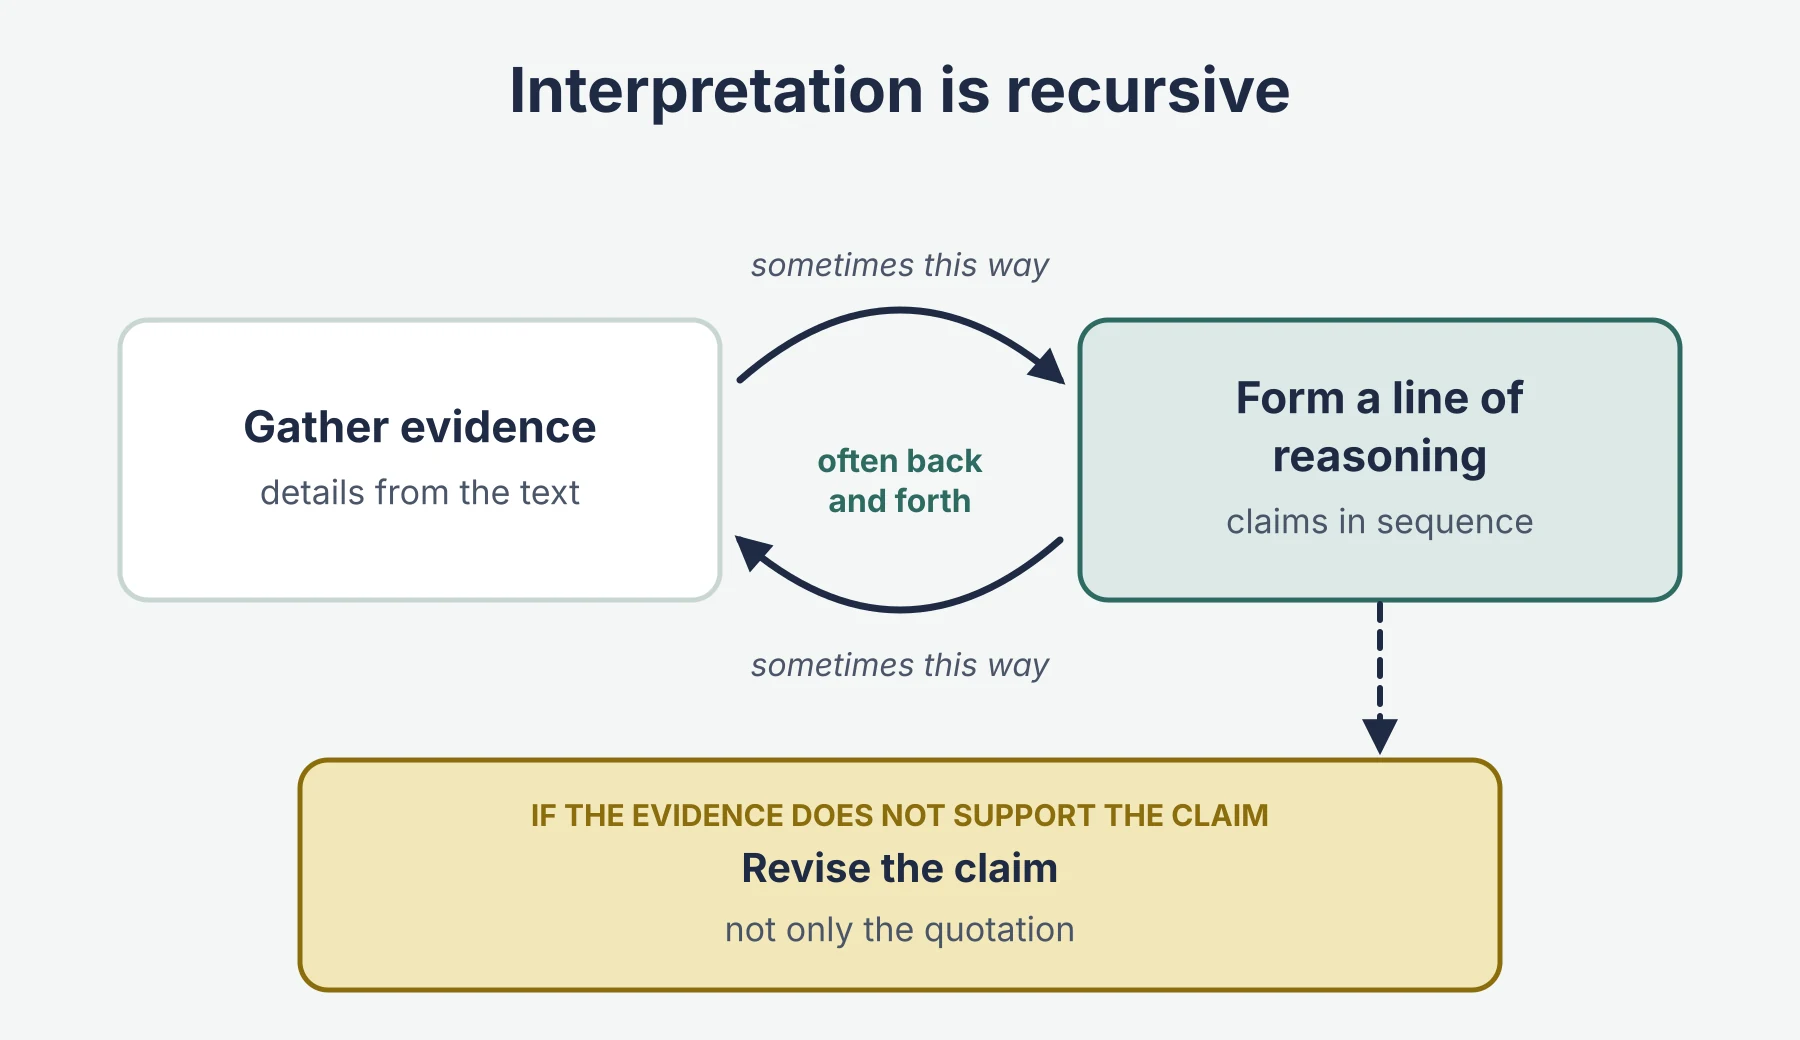 Interpretation is recursive
sometimes this way
Gather evidence
details from the text
often back
and forth
Form a line of
reasoning
claims in sequence
sometimes this way
IF THE EVIDENCE DOES NOT SUPPORT THE CLAIM
Revise the claim
not only the quotation